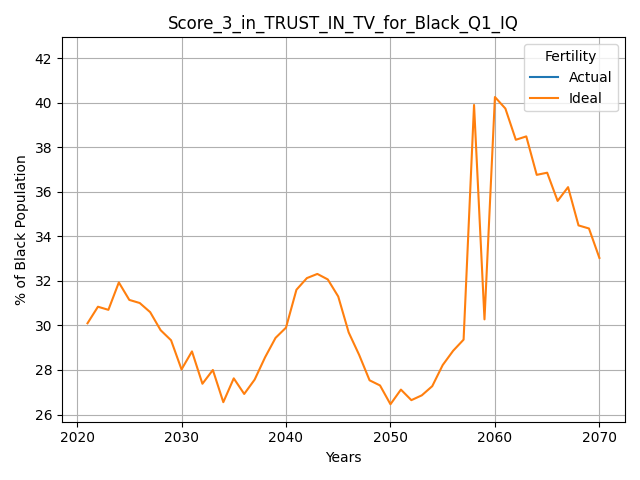 Score_3_in_TRUST_IN_TV_for_Black_Q1_IQ
Fertility
Actual
Ideal
% of Black Population
42
40
38
36
34
32
30
28
26
2020
2030
2040
2050
2060
2070
Years